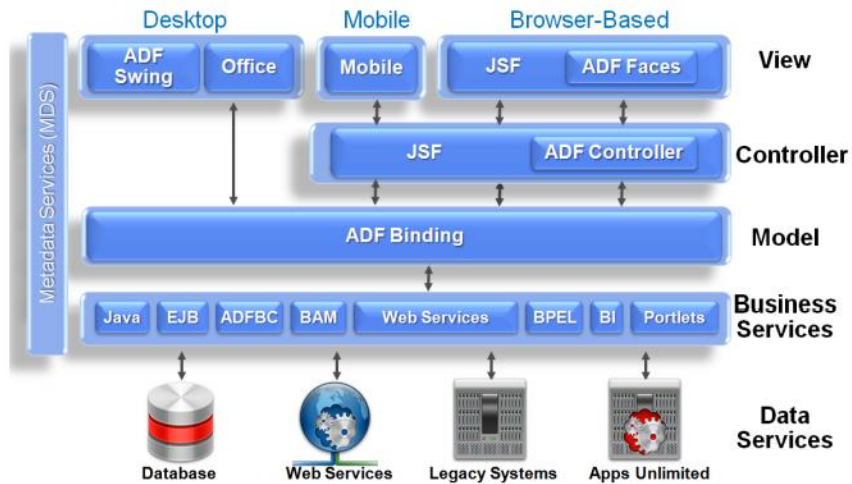 Desktop
Mobile
Browser-Based
ADF
Swing
Office
Mobile
JSF
ADF Faces
View
Metadata Services (MDS)
JSF
ADF Controller
Controller
ADF Binding
Model
Java
EJB
ADFBC
BAM
Web Services
BPEL
BI
Portlets
Business
Services
Database
Web Services
Legacy Systems
Apps Unlimited
Data
Services